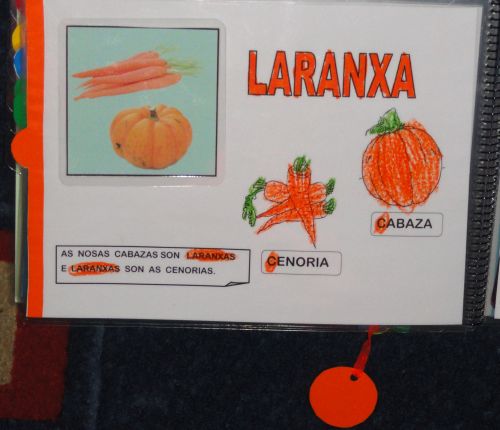 LARANXA
CABAZA
CENORIA
AS NOSAS CABAZAS SON LARANXAS
E LARANXAS SON AS CENORIAS.